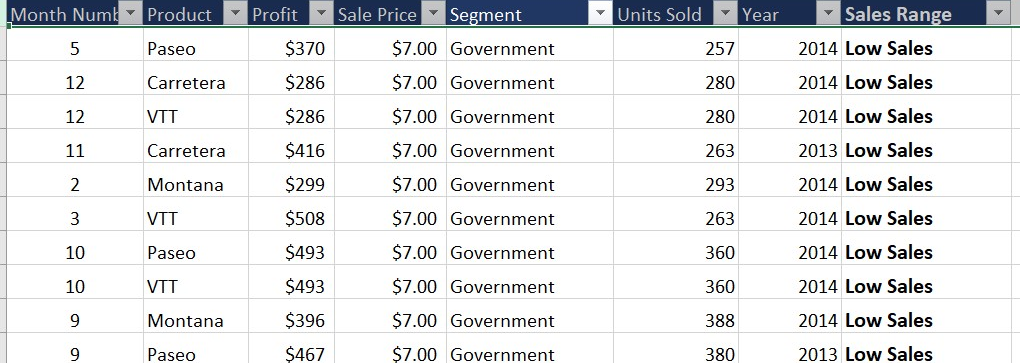 Month Numb Product Profit Sale Price Segment Units Sold Year Sales Range
5 Paseo $370 $7.00 Government 257 2014 Low Sales
12 Carretera $286 $7.00 Government 280 2014 Low Sales
12 VTT $286 $7.00 Government 280 2014 Low Sales
11 Carretera $416 $7.00 Government 263 2013 Low Sales
2 Montana $299 $7.00 Government 293 2014 Low Sales
3 VTT $508 $7.00 Government 263 2014 Low Sales
10 Paseo $493 $7.00 Government 360 2014 Low Sales
10 VTT $493 $7.00 Government 360 2014 Low Sales
9 Montana $396 $7.00 Government 388 2014 Low Sales
9 Paseo $467 $7.00 Government 380 2013 Low Sales